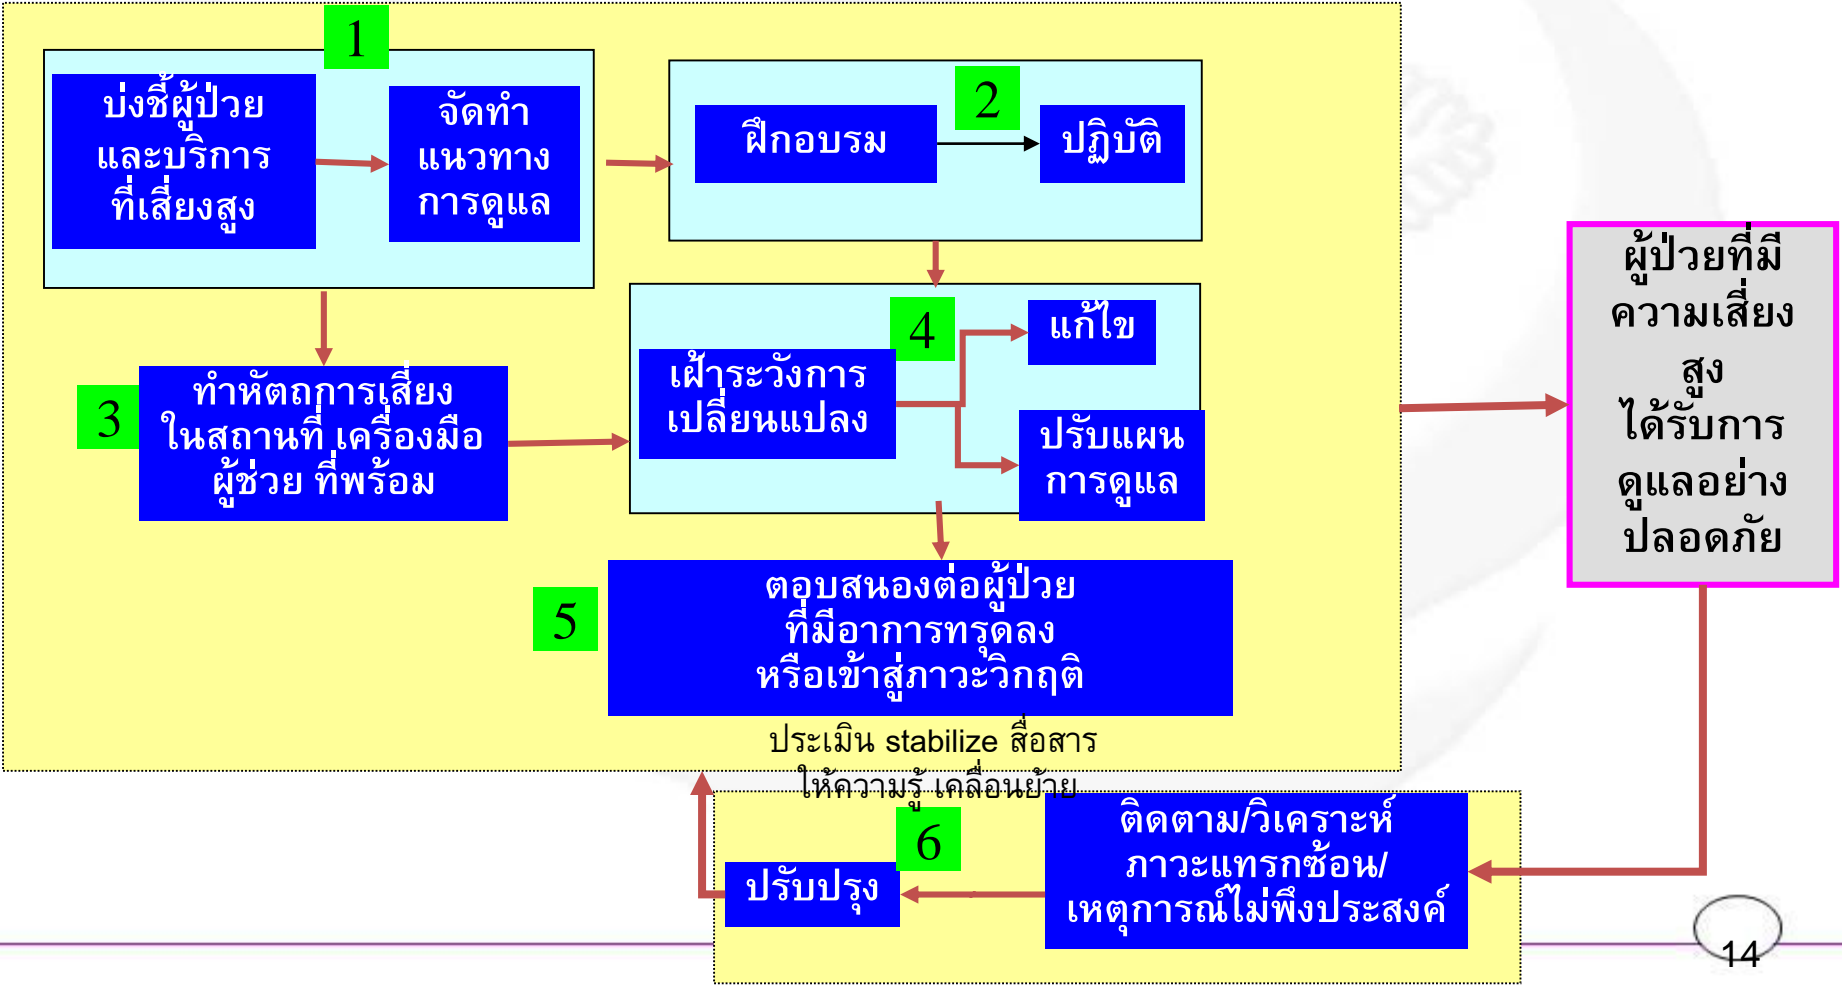 1
บ่งชี้ผู้ป่วย
และบริการ
ที่เสี่ยงสูง
จัดทำ
แนวทาง
การดูแล
2
ฝึกอบรม
ปฏิบัติ
3
ทำหัตถการเสี่ยง
ในสถานที่ เครื่องมือ
ผู้ช่วย ที่พร้อม
4
เฝ้าระวังการ
เปลี่ยนแปลง
แก้ไข
ปรับแผน
การดูแล
5
ตอบสนองต่อผู้ป่วย
ที่มีอาการทรุดลง
หรือเข้าสู่ภาวะวิกฤติ
ประเมิน stabilize สื่อสาร
ให้ความรู้ เคลื่อนย้าย
ผู้ป่วยที่มี
ความเสี่ยง
สูง
ได้รับการ
ดูแลอย่าง
ปลอดภัย
6
ติดตาม/วิเคราะห์
ภาวะแทรกซ้อน/
เหตุการณ์ไม่พึงประสงค์
ปรับปรุง
14